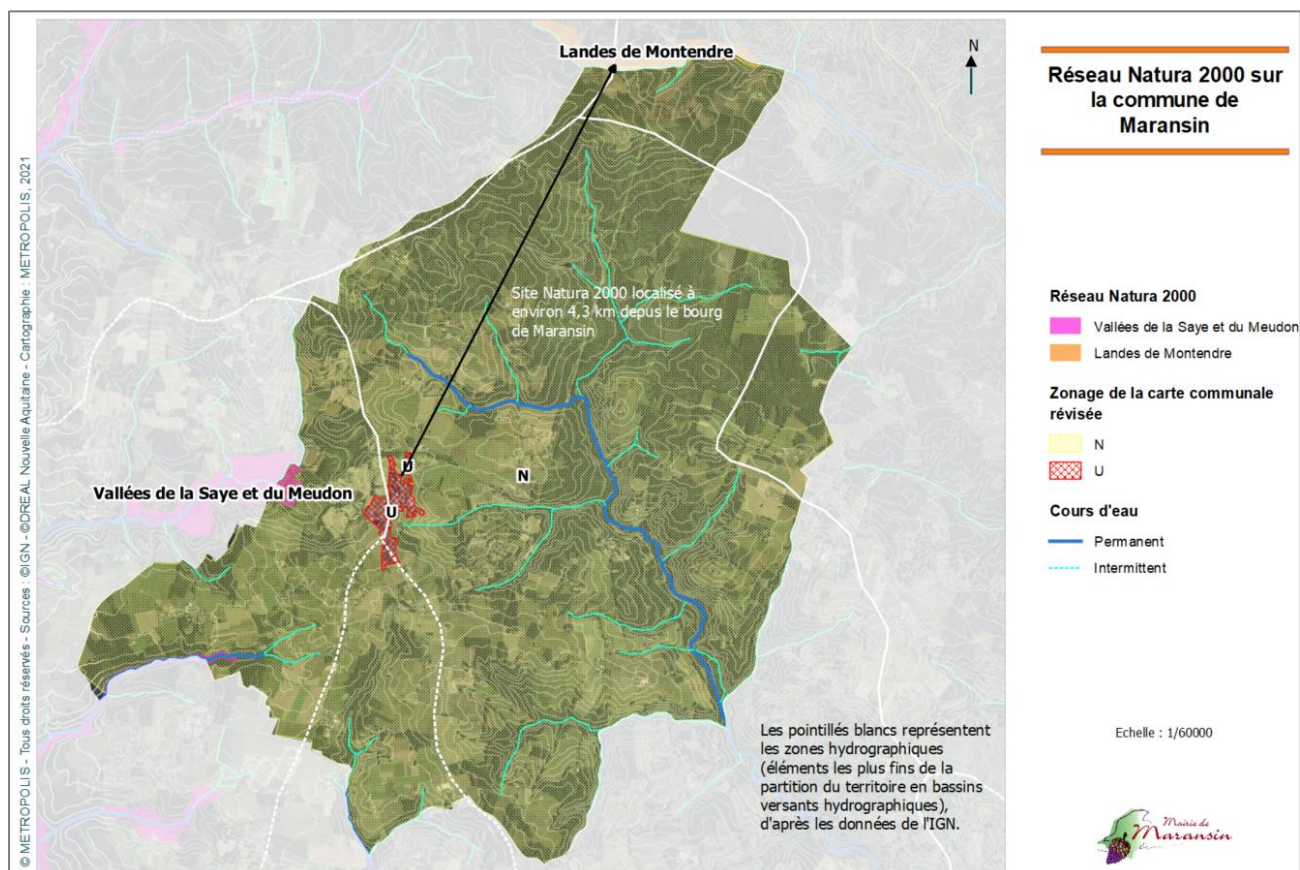 Landes de Montendre
N
Site Natura 2000 localisé à
environ 4,3 km depus le bourg
de Maransin
U
N
U
Vallées de la Saye et du Meudon
Les pointillés blancs représentent
les zones hydrographiques
(éléments les plus fins de la
partition du territoire en bassins
versants hydrographiques),
d'après les données de l'IGN.
© METROPOLIS - Tous droits réservés - Sources : ©IGN - ©DREAL Nouvelle Aquitaine - Cartographie : METROPOLIS, 2021
Réseau Natura 2000 sur
la commune de
Maransin
Réseau Natura 2000
Vallées de la Saye et du Meudon
Landes de Montendre
Zonage de la carte communale
révisée
N
U
Cours d'eau
Permanent
Intermittent
Echelle : 1/60000
Mairie de
Maransin